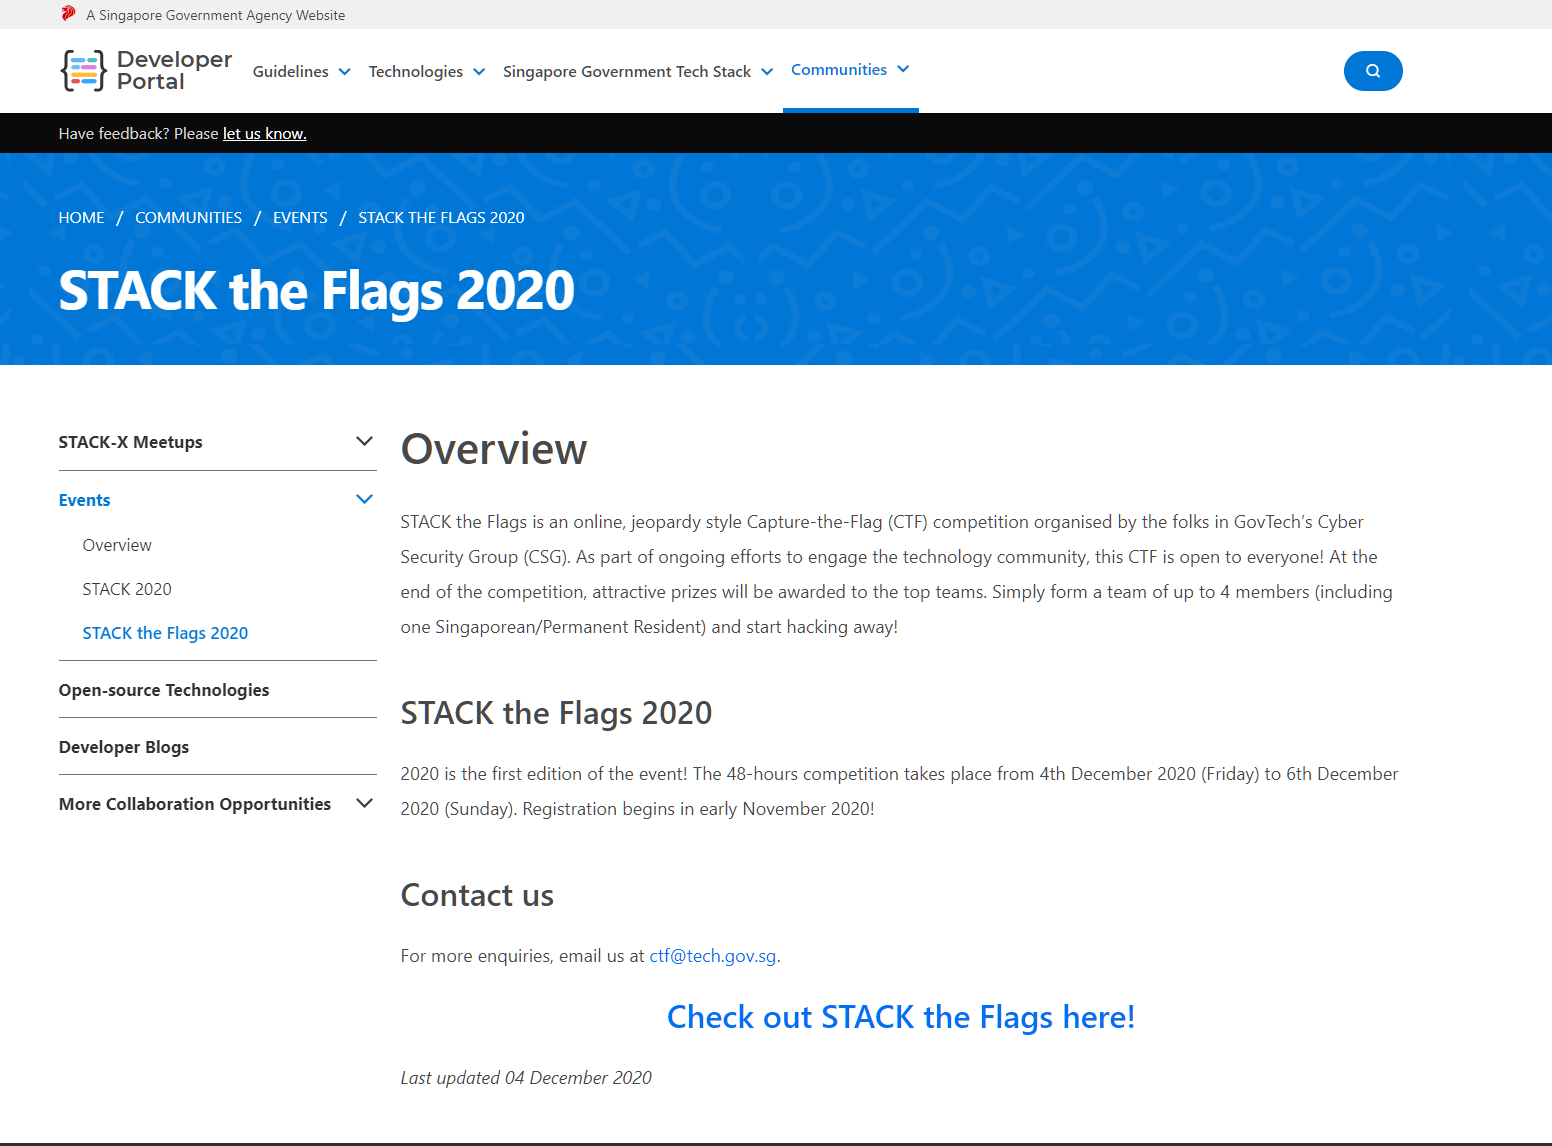 A Singapore Government Agency Website
Developer
Portal
Guidelines
Technologies
Singapore Government Tech Stack
Communities
Have feedback? Please let us know.
HOME / COMMUNITIES / EVENTS / STACK THE FLAGS 2020
STACK the Flags 2020
STACK-X Meetups
Events
Overview
STACK 2020
STACK the Flags 2020
Open-source Technologies
Developer Blogs
More Collaboration Opportunities
Overview
STACK the Flags is an online, jeopardy style Capture-the-Flag (CTF) competition organised by the folks in GovTech’s Cyber
Security Group (CSG). As part of ongoing efforts to engage the technology community, this CTF is open to everyone! At the
end of the competition, attractive prizes will be awarded to the top teams. Simply form a team of up to 4 members (including
one Singaporean/Permanent Resident) and start hacking away!
STACK the Flags 2020
2020 is the first edition of the event! The 48-hours competition takes place from 4th December 2020 (Friday) to 6th December
2020 (Sunday). Registration begins in early November 2020!
Contact us
For more enquiries, email us at ctf@tech.gov.sg.
Check out STACK the Flags here!
Last updated 04 December 2020